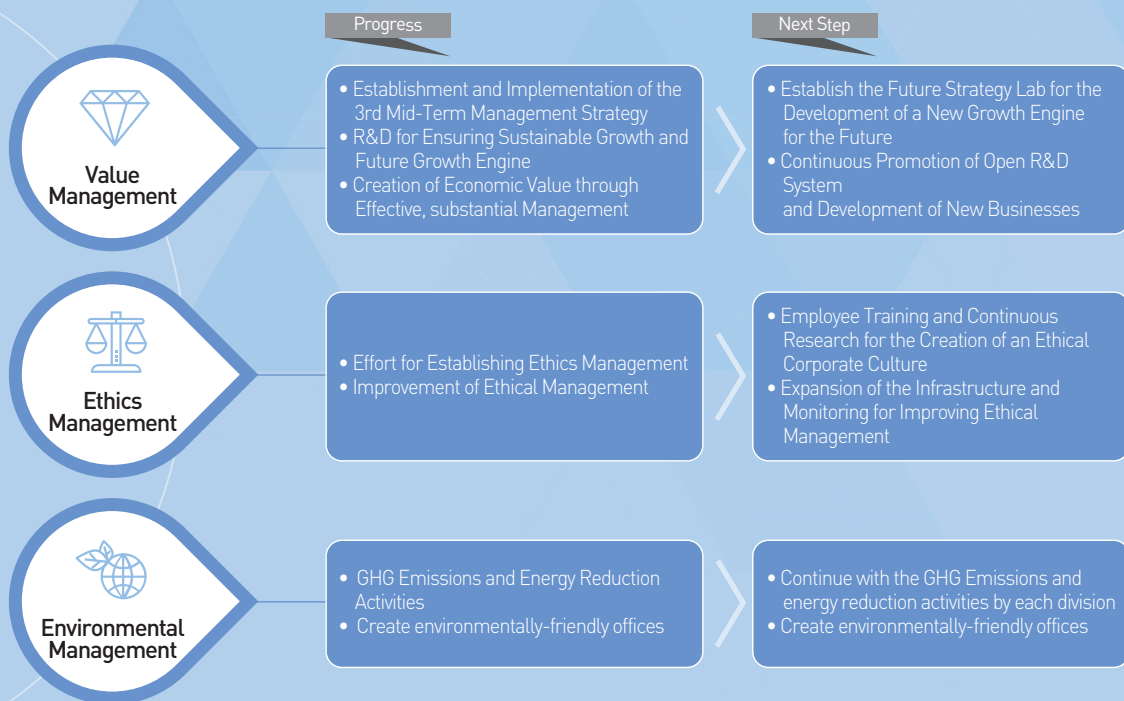 Progress
Next Step
Value
Management
• Establishment and Implementation of the
3rd Mid-Term Management Strategy
• R&D for Ensuring Sustainable Growth and
Future Growth Engine
• Creation of Economic Value through
Effective, substantial Management
• Establish the Future Strategy Lab for the
Development of a New Growth Engine
for the Future
• Continuous Promotion of Open R&D
System
and Development of New Businesses
Ethics
Management
• Effort for Establishing Ethics Management
• Improvement of Ethical Management
• Employee Training and Continuous
Research for the Creation of an Ethical
Corporate Culture
• Expansion of the Infrastructure and
Monitoring for Improving Ethical
Management
Environmental
Management
• GHG Emissions and Energy Reduction
Activities
• Create environmentally-friendly offices
• Continue with the GHG Emissions and
energy reduction activities by each division
• Create environmentally-friendly offices